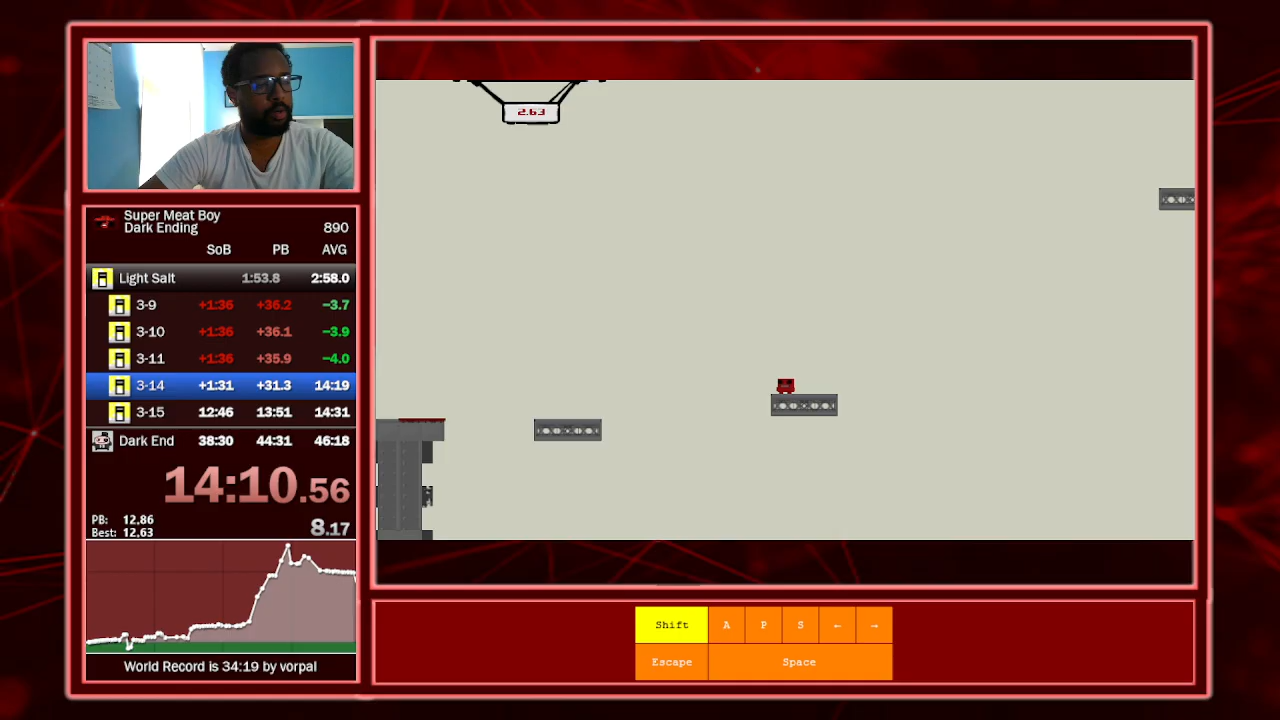 2.63
Super Meat Boy
Dark Ending 890
SoB PB AVG
Light Salt 1:53.8 2:58.0
3-9 +1:36 +36.2 −3.7
3-10 +1:36 +36.1 −3.9
3-11 +1:36 +35.9 −4.0
3-14 +1:31 +31.3 14:19
3-15 12:46 13:51 14:31
Dark End 38:30 44:31 46:18
14:10.56
PB: 12.86
Best: 12.63
8.17
World Record is 34:19 by vorpal
Shift A P S ← →
Escape Space